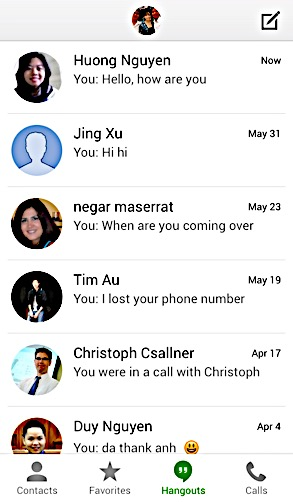 Huong Nguyen Now
You: Hello, how are you
Jing Xu May 31
You: Hi hi
negar maserrat May 23
You: When are you coming over
Tim Au May 19
You: I lost your phone number
Christoph Csallner Apr 17
You were in a call with Christoph
Duy Nguyen Apr 4
You: da thank anh 😃
Contacts Favorites Hangouts Calls